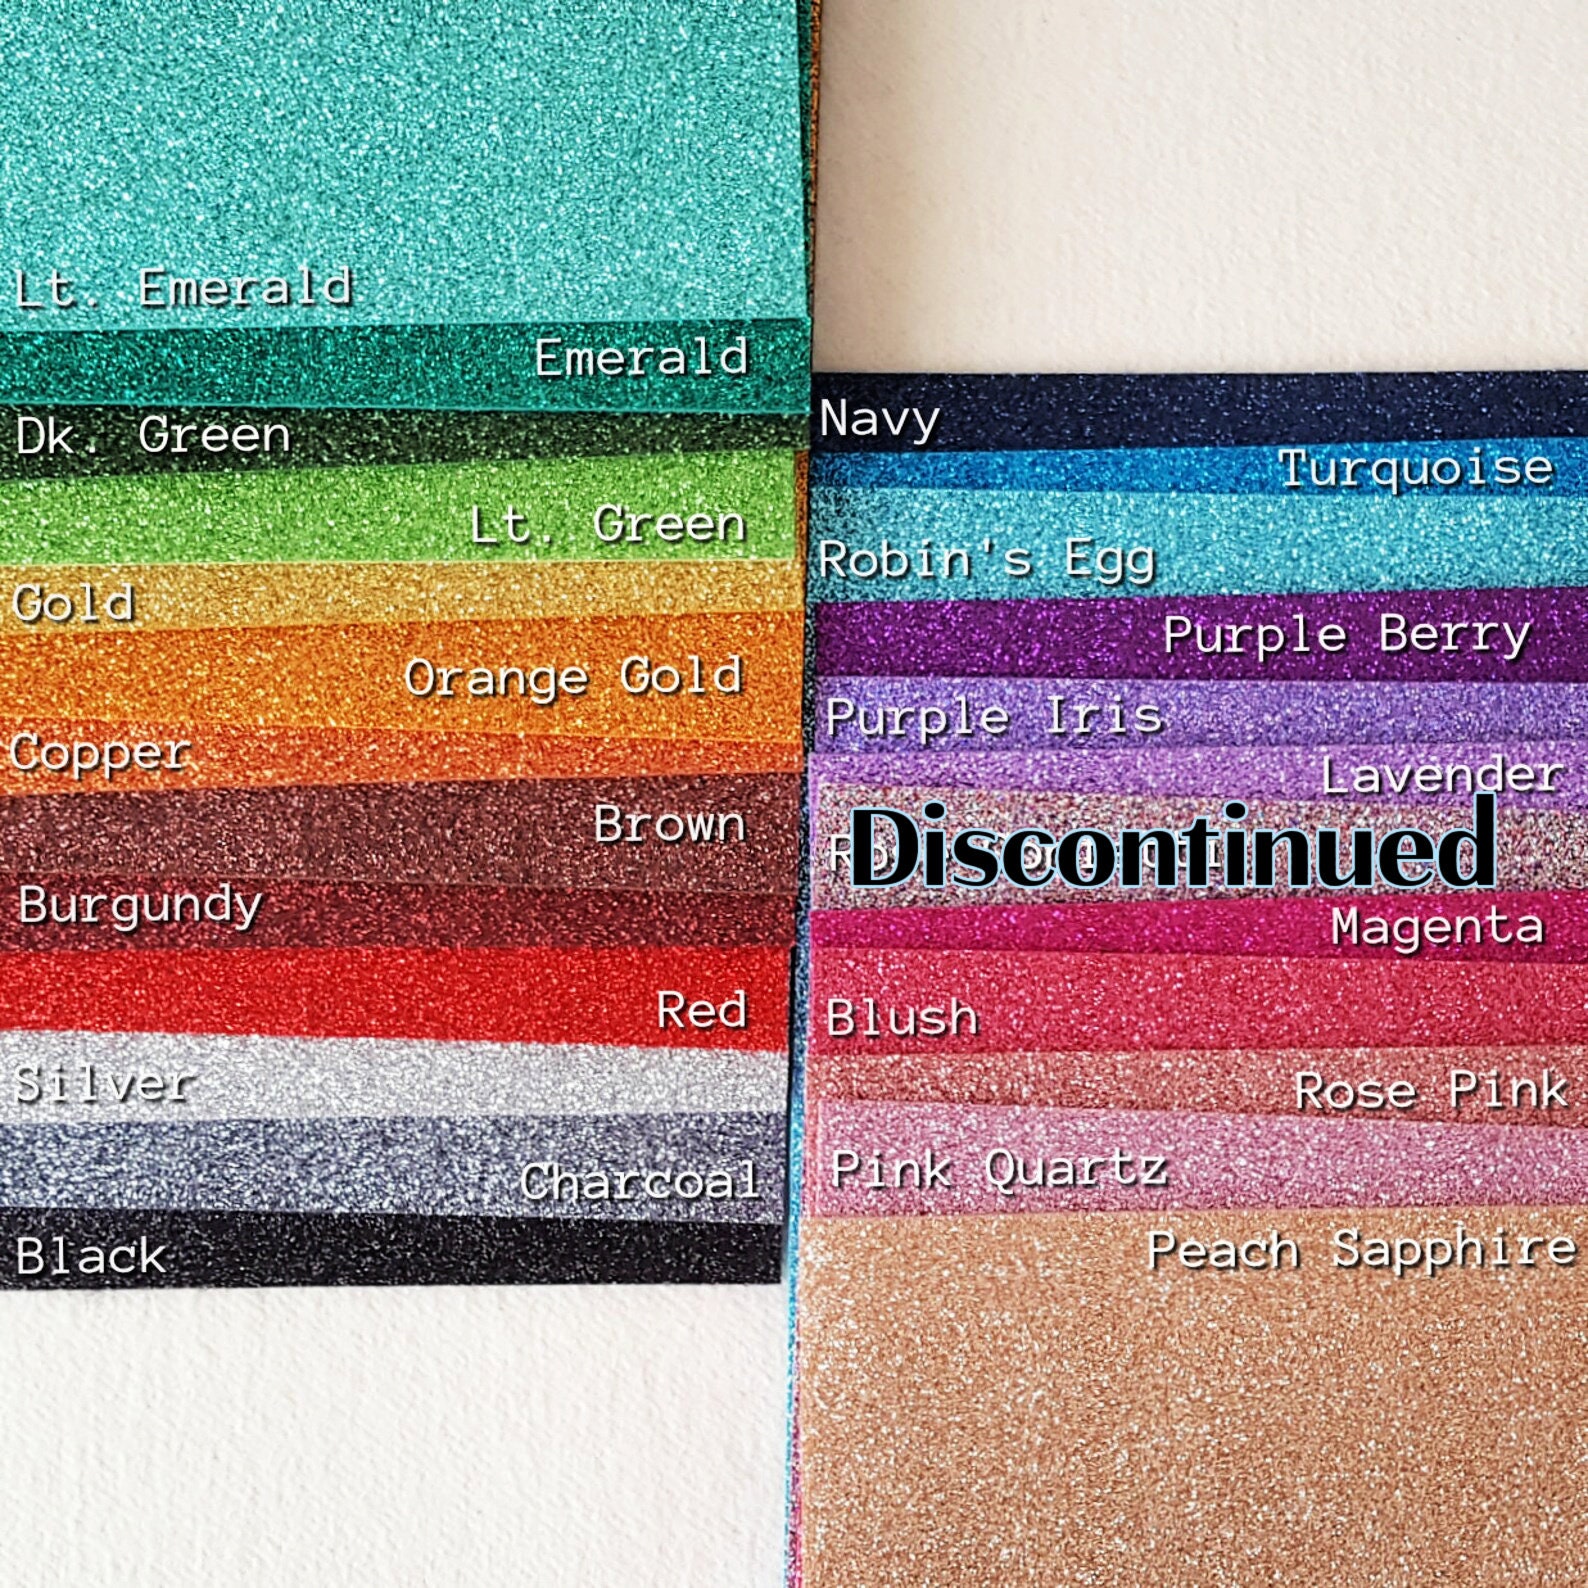 Lt. Emerald
Emerald
Dk. Green
Lt. Green
Gold
Orange Gold
Copper
Brown
Burgundy
Red
Silver
Charcoal
Black
Navy
Turquoise
Robin's Egg
Purple Berry
Purple Iris
Lavender
Discontinued
Magenta
Blush
Rose Pink
Pink Quartz
Peach Sapphire